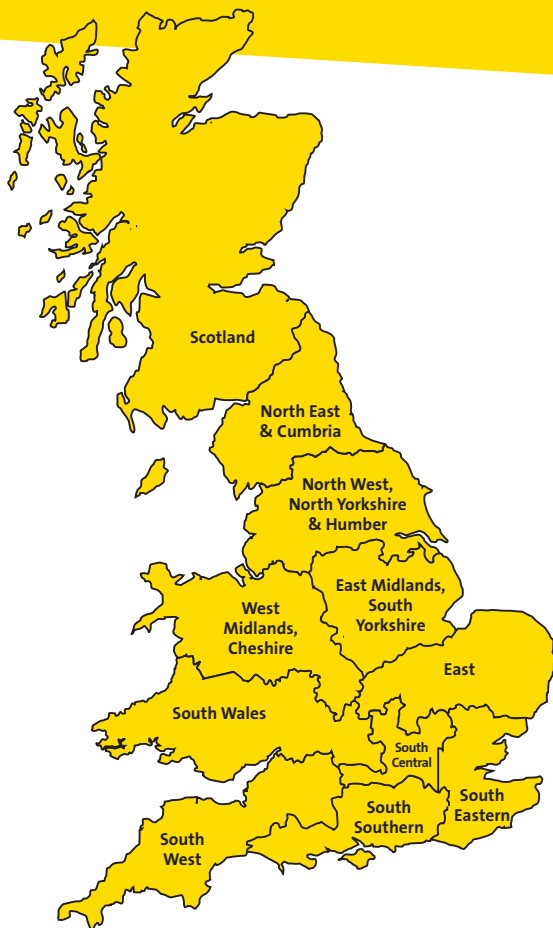 Scotland
North East
& Cumbria
North West,
North Yorkshire
& Humber
East Midlands,
South
Yorkshire
West
Midlands,
Cheshire
East
South Wales
South
Central
South
Eastern
South
Southern
South
West